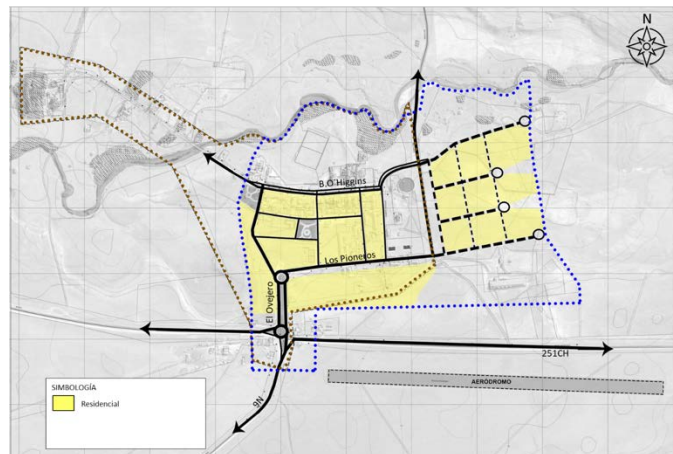 N
B.O´Higgins
Los Pioneros
El Ovejero
251CH
AERÓDROMO
9N
SIMBOLOGÍA
Residencial